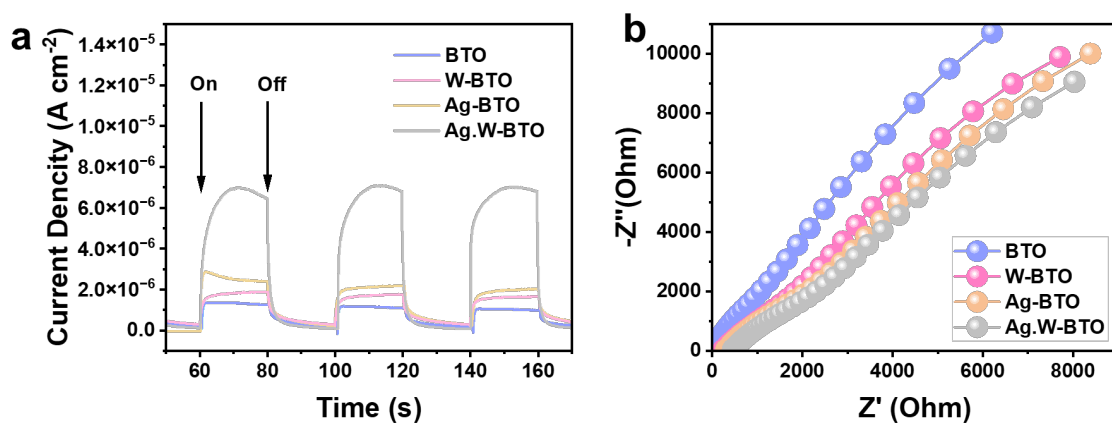 a
Current Dencity (A cm⁻²)
1.4×10⁻⁵
1.2×10⁻⁵
1.0×10⁻⁵
8.0×10⁻⁶
6.0×10⁻⁶
4.0×10⁻⁶
2.0×10⁻⁶
0.0
On
Off
BTO
W-BTO
Ag-BTO
Ag.W-BTO
60 80 100 120 140 160
Time (s)
b
-Z''(Ohm)
10000
8000
6000
4000
2000
0
BTO
W-BTO
Ag-BTO
Ag.W-BTO
0 2000 4000 6000 8000
Z' (Ohm)